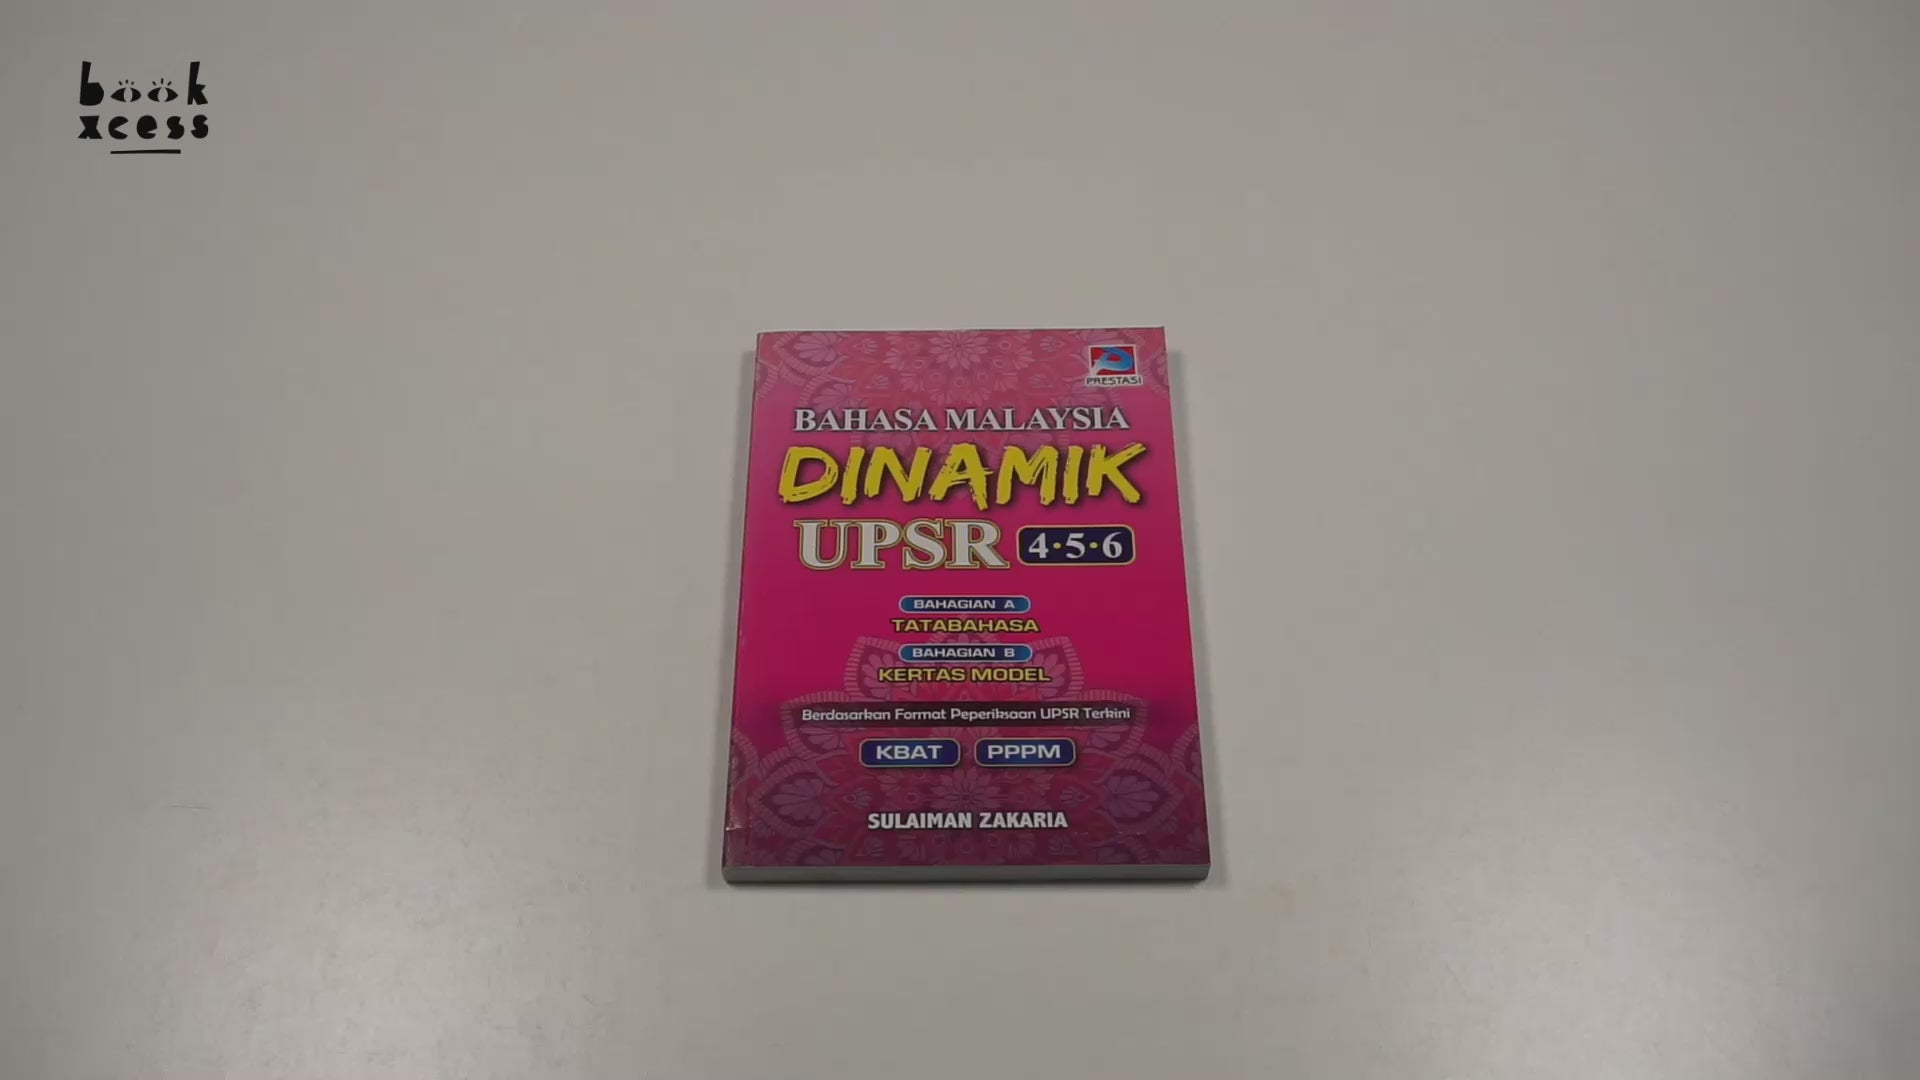 book
xcess
PRESTASI
BAHASA MALAYSIA
DINAMIK
UPSR 4·5·6
BAHAGIAN A
TATABAHASA
BAHAGIAN B
KERTAS MODEL
Berdasarkan Format Peperiksaan UPSR Terkini
KBAT PPPM
SULAIMAN ZAKARIA